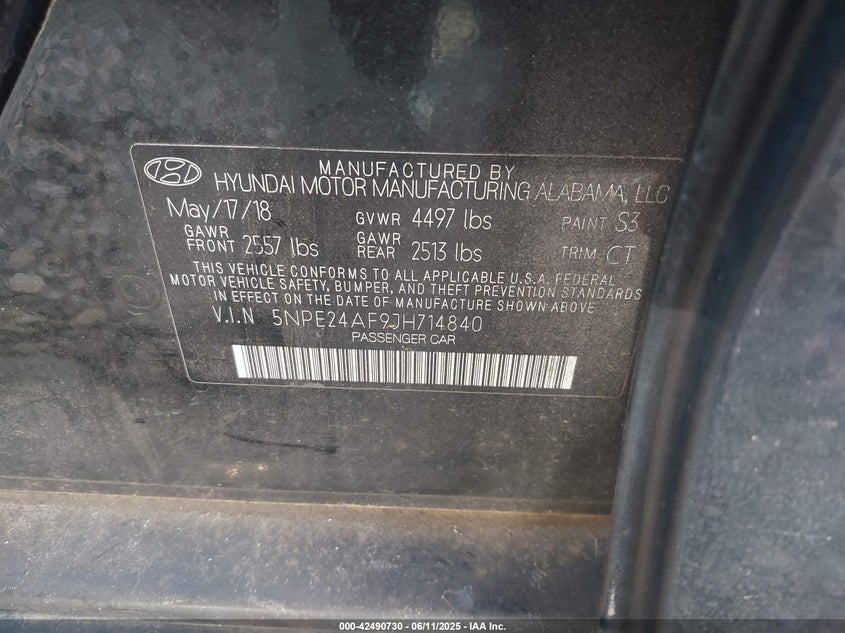 MANUFACTURED BY
HYUNDAI MOTOR MANUFACTURING ALABAMA, LLC
May/17/18 GVWR 4497 lbs PAINT S3
GAWR FRONT 2557 lbs GAWR REAR 2513 lbs TRIM CT
THIS VEHICLE CONFORMS TO ALL APPLICABLE U.S.A. FEDERAL
MOTOR VEHICLE SAFETY, BUMPER, AND THEFT PREVENTION STANDARDS
IN EFFECT ON THE DATE OF MANUFACTURE SHOWN ABOVE
V.I.N 5NPE24AF9JH714840
PASSENGER CAR
000-42490730 - 06/11/2025 - IAA Inc.